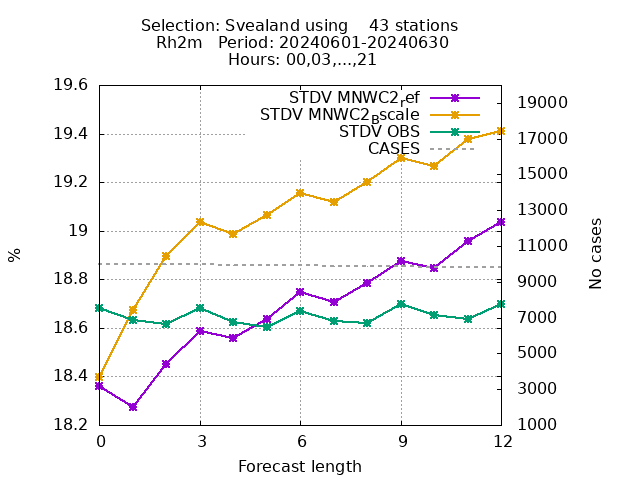 Selection: Svealand using    43 stations
Rh2m   Period: 20240601-20240630
Hours: 00,03,...,21
STDV MNWC2ref
STDV MNWC2Bscale
STDV OBS
CASES
19.6
19.4
19.2
19
18.8
18.6
18.4
18.2
%
19000
17000
15000
13000
11000
9000
7000
5000
3000
1000
No cases
0 3 6 9 12
Forecast length